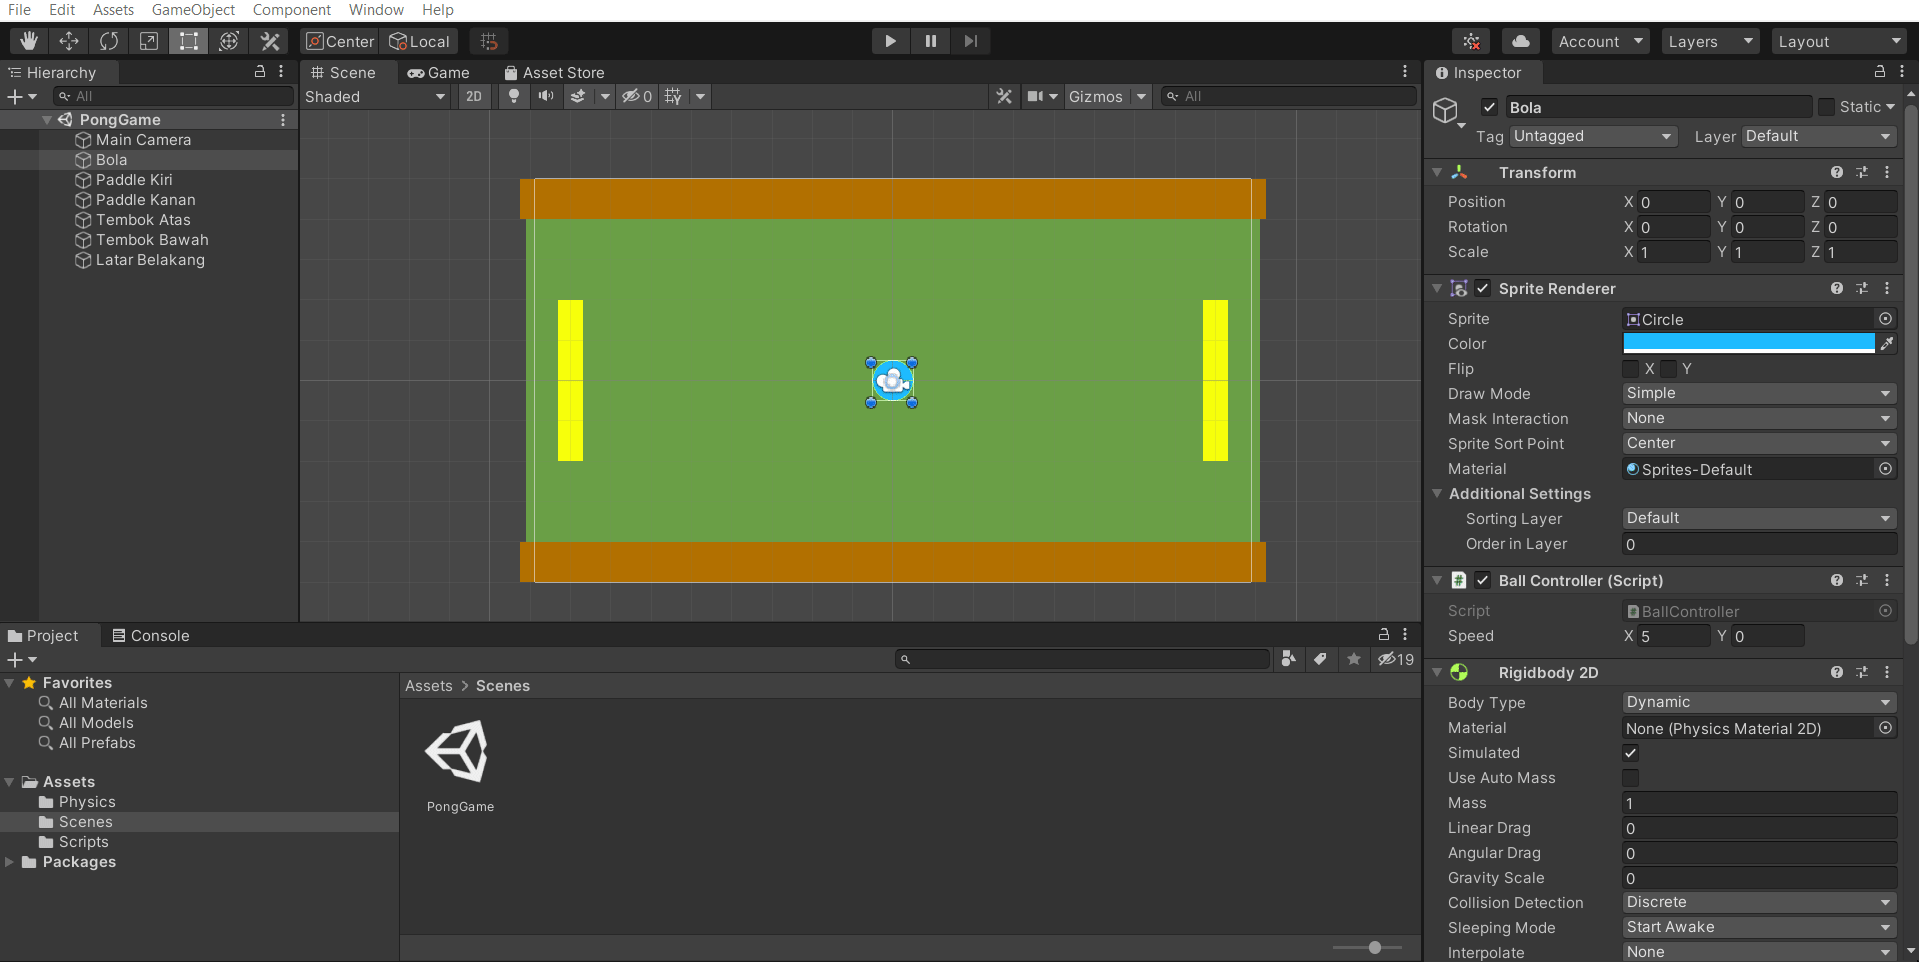 File Edit Assets GameObject Component Window Help
Center Local
Account Layers Layout
Hierarchy
All
PongGame
Main Camera
Bola
Paddle Kiri
Paddle Kanan
Tembok Atas
Tembok Bawah
Latar Belakang
Scene Game Asset Store
Shaded 2D 0 Gizmos All
Project Console
19
Favorites
All Materials
All Models
All Prefabs
Assets
Physics
Scenes
Scripts
Packages
Assets > Scenes
PongGame
Inspector
Bola Static
Tag Untagged Layer Default
Transform
Position X 0 Y 0 Z 0
Rotation X 0 Y 0 Z 0
Scale X 1 Y 1 Z 1
Sprite Renderer
Sprite Circle
Color
Flip X Y
Draw Mode Simple
Mask Interaction None
Sprite Sort Point Center
Material Sprites-Default
Additional Settings
Sorting Layer Default
Order in Layer 0
Ball Controller (Script)
Script BallController
Speed X 5 Y 0
Rigidbody 2D
Body Type Dynamic
Material None (Physics Material 2D)
Simulated
Use Auto Mass
Mass 1
Linear Drag 0
Angular Drag 0
Gravity Scale 0
Collision Detection Discrete
Sleeping Mode Start Awake
Interpolate None